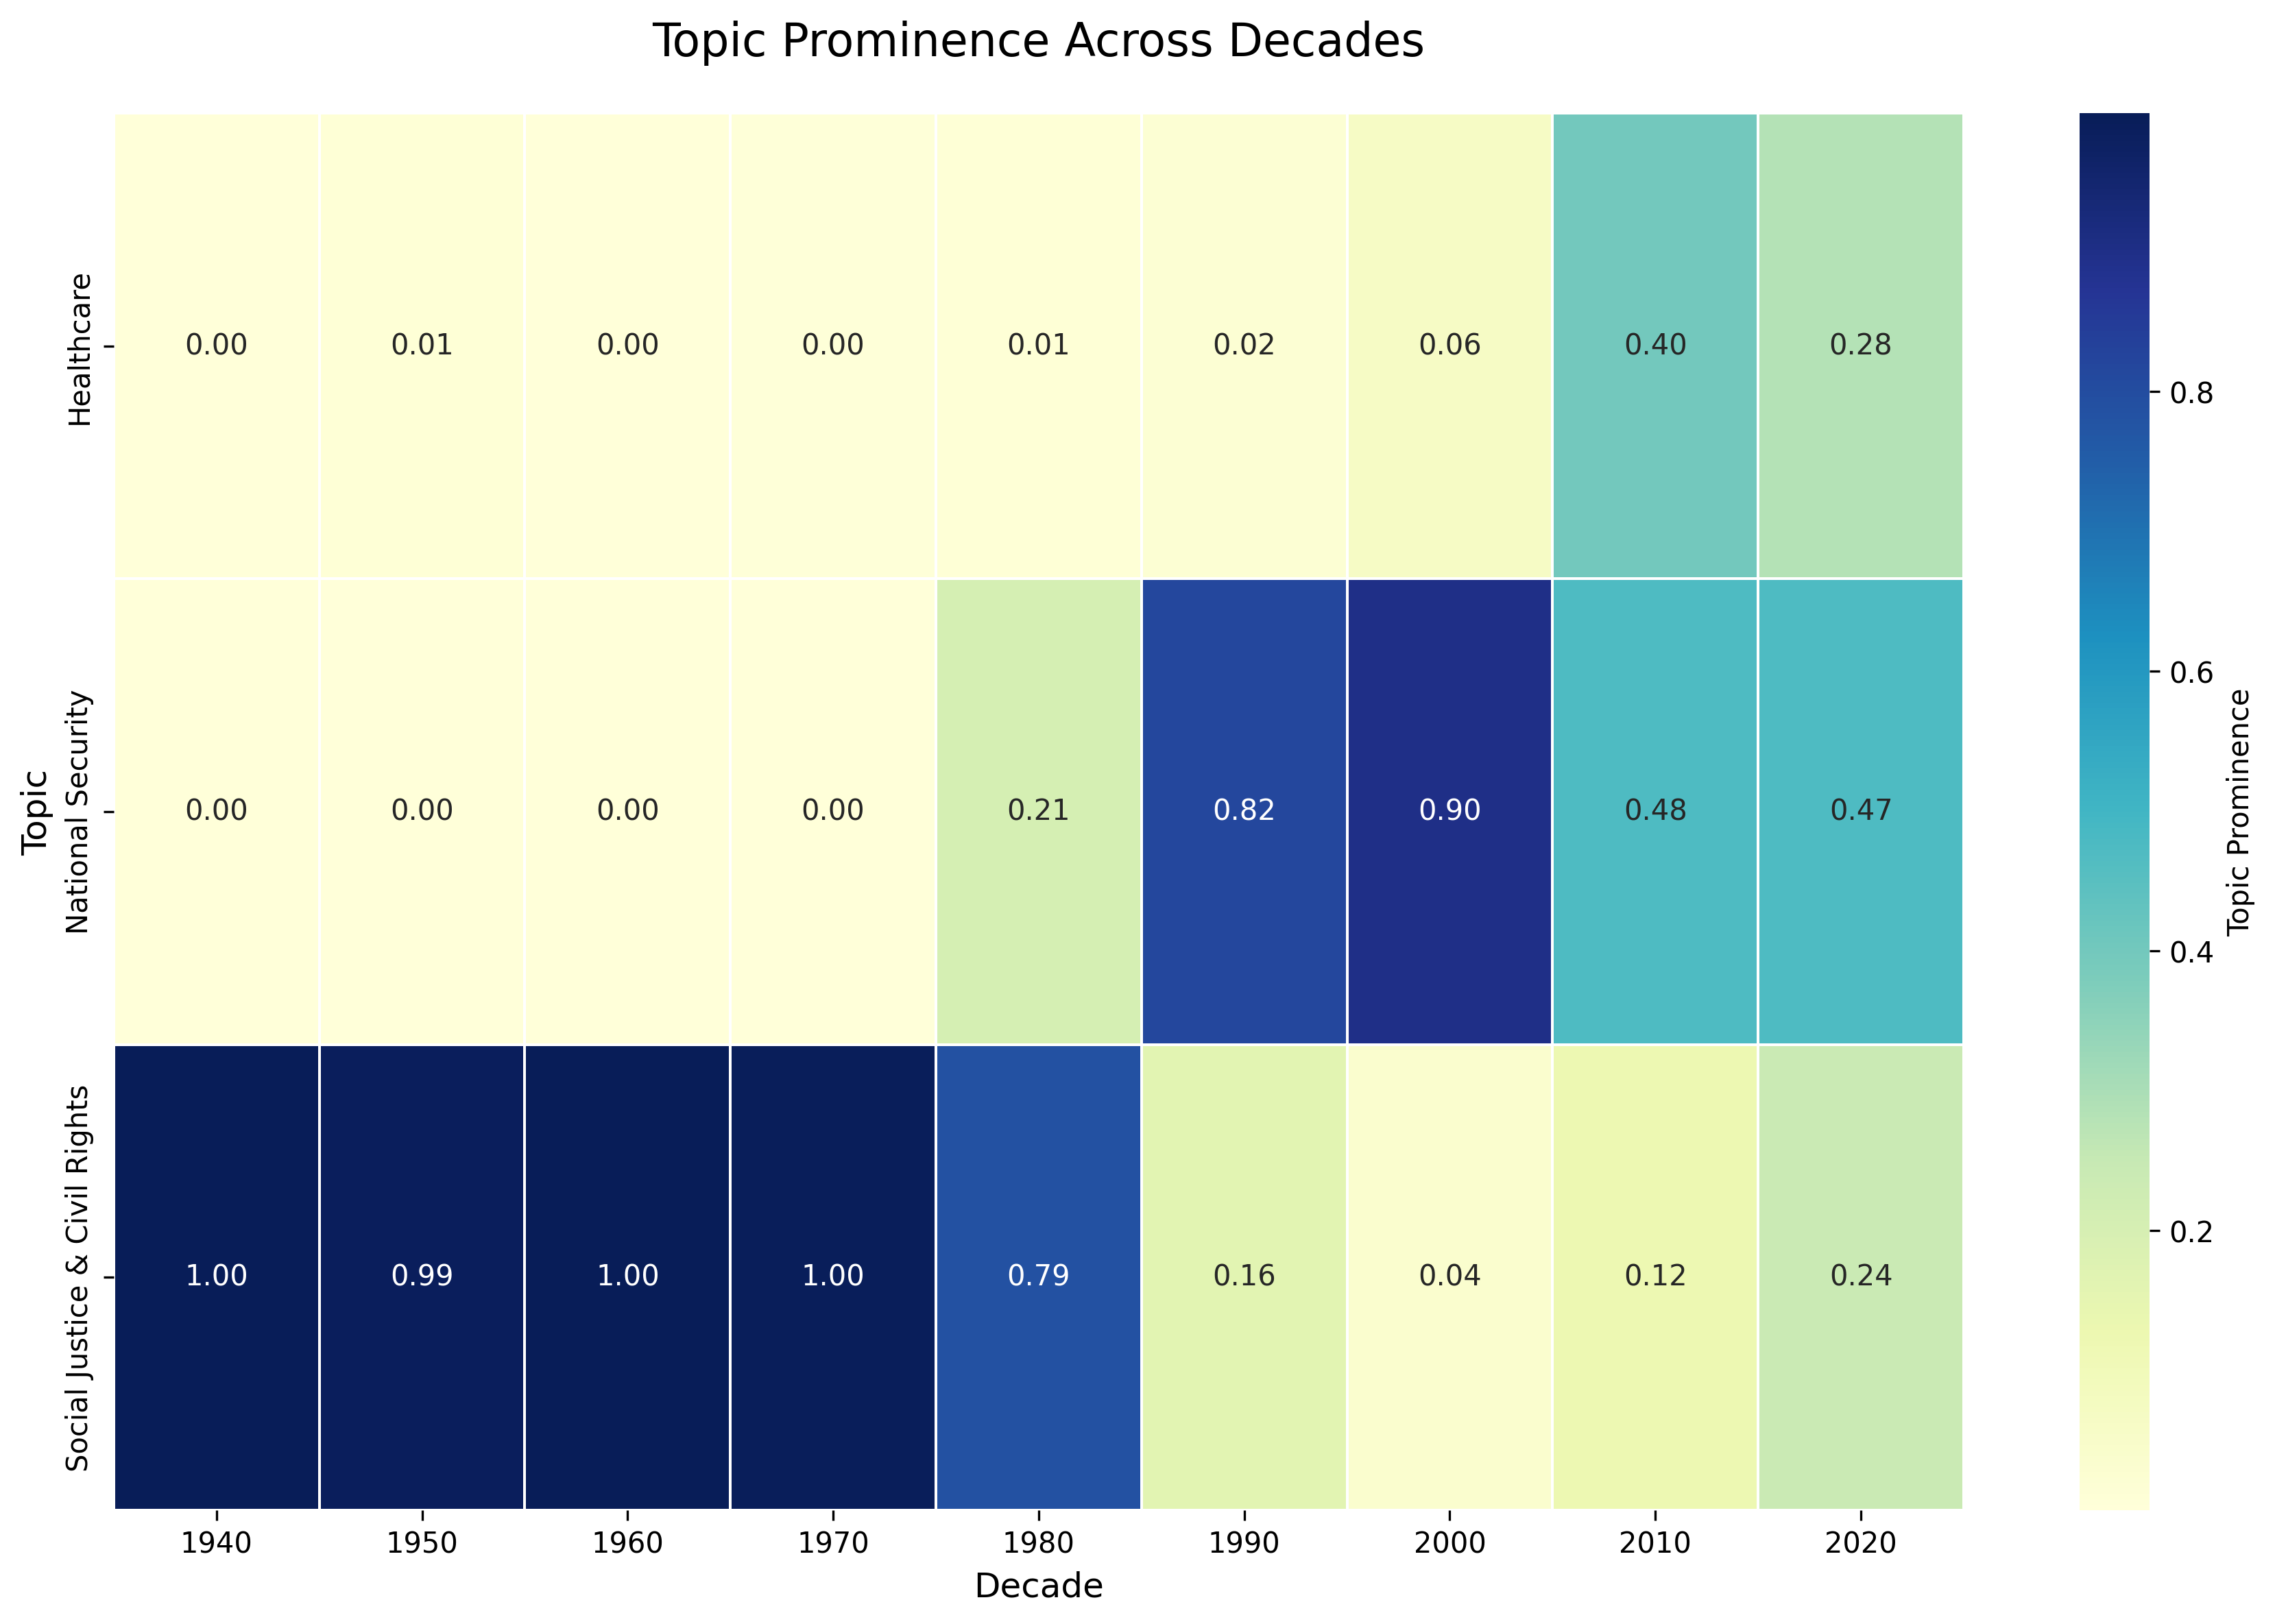 Topic Prominence Across Decades
Topic
Healthcare
0.00 0.01 0.00 0.00 0.01 0.02 0.06 0.40 0.28
National Security
0.00 0.00 0.00 0.00 0.21 0.82 0.90 0.48 0.47
Social Justice & Civil Rights
1.00 0.99 1.00 1.00 0.79 0.16 0.04 0.12 0.24
1940 1950 1960 1970 1980 1990 2000 2010 2020
Decade
0.8
0.6
0.4
0.2
Topic Prominence